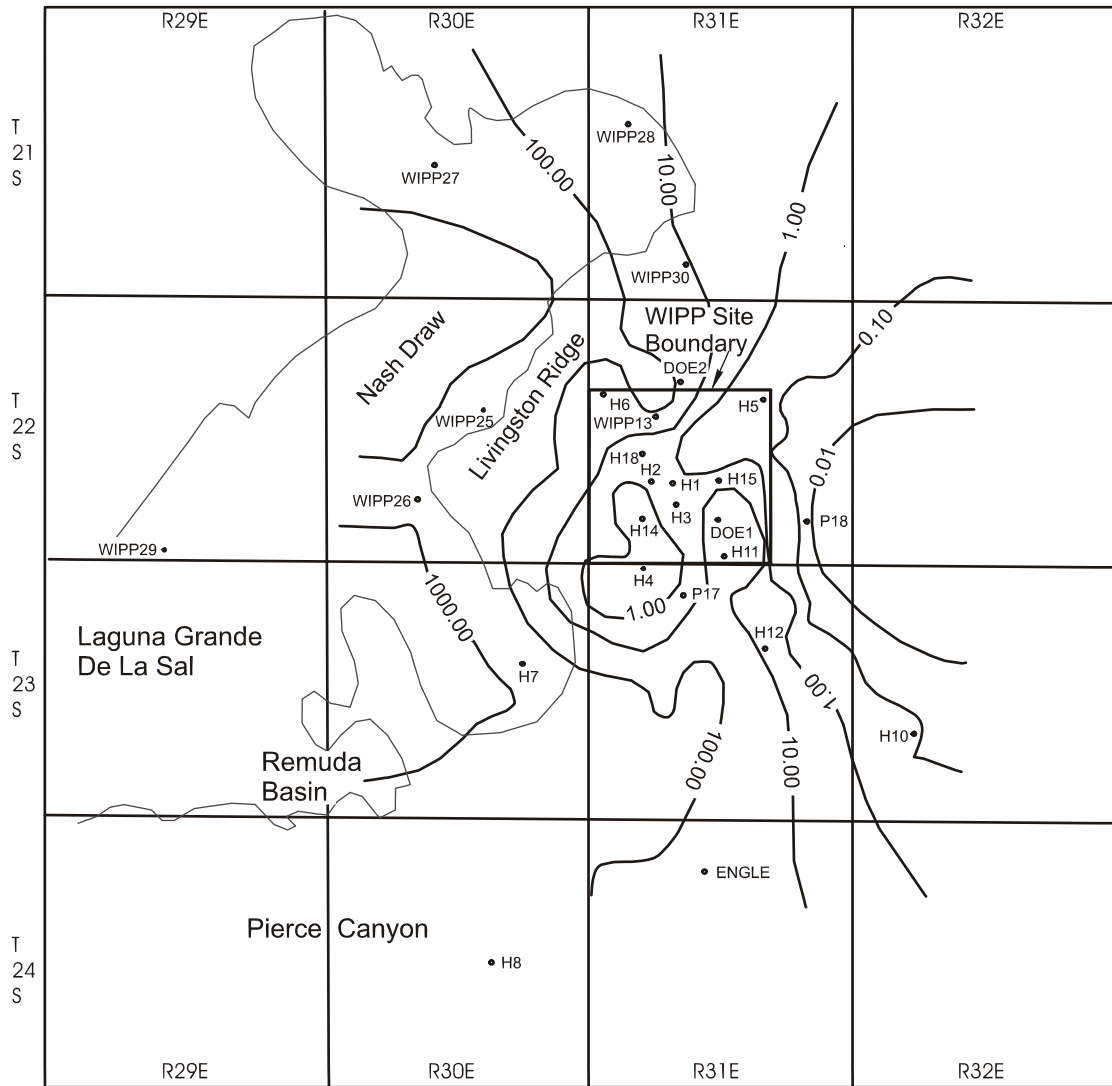 R29E R30E R31E R32E
T
21
S
WIPP28
WIPP27
100.00
10.00
1.00
WIPP30
WIPP Site
Boundary
0.10
Nash Draw
Livingston Ridge
DOE2
T
22
S
H6
H5
WIPP25
WIPP13
H18
H2
H1
H15
0.01
WIPP26
H3
H14
DOE1
P18
WIPP29
H11
H4
1000.00
1.00
P17
Laguna Grande
De La Sal
H12
T
23
S
H7
1.00
H10
100.00
10.00
Remuda
Basin
ENGLE
Pierce Canyon
T
24
S
H8
R29E R30E R31E R32E